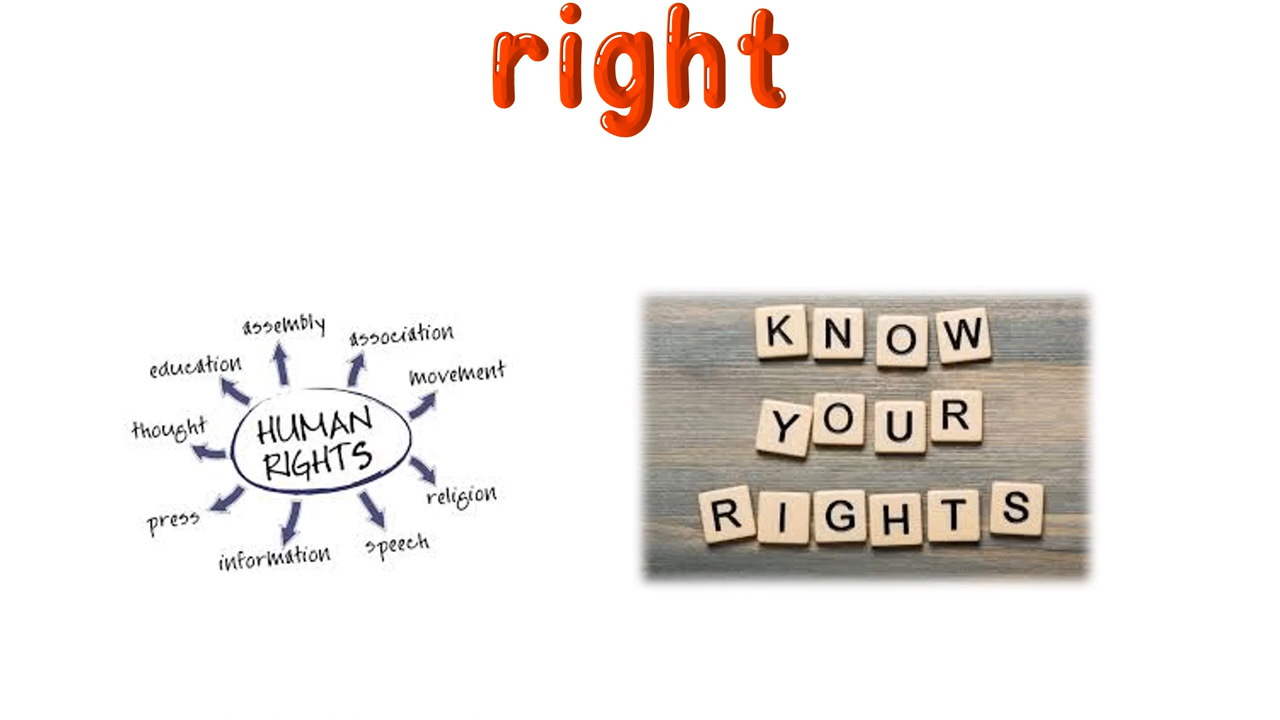 right
assembly
association
education
movement
thought
HUMAN
RIGHTS
religion
press
speech
information
KNOW
YOUR
RIGHTS